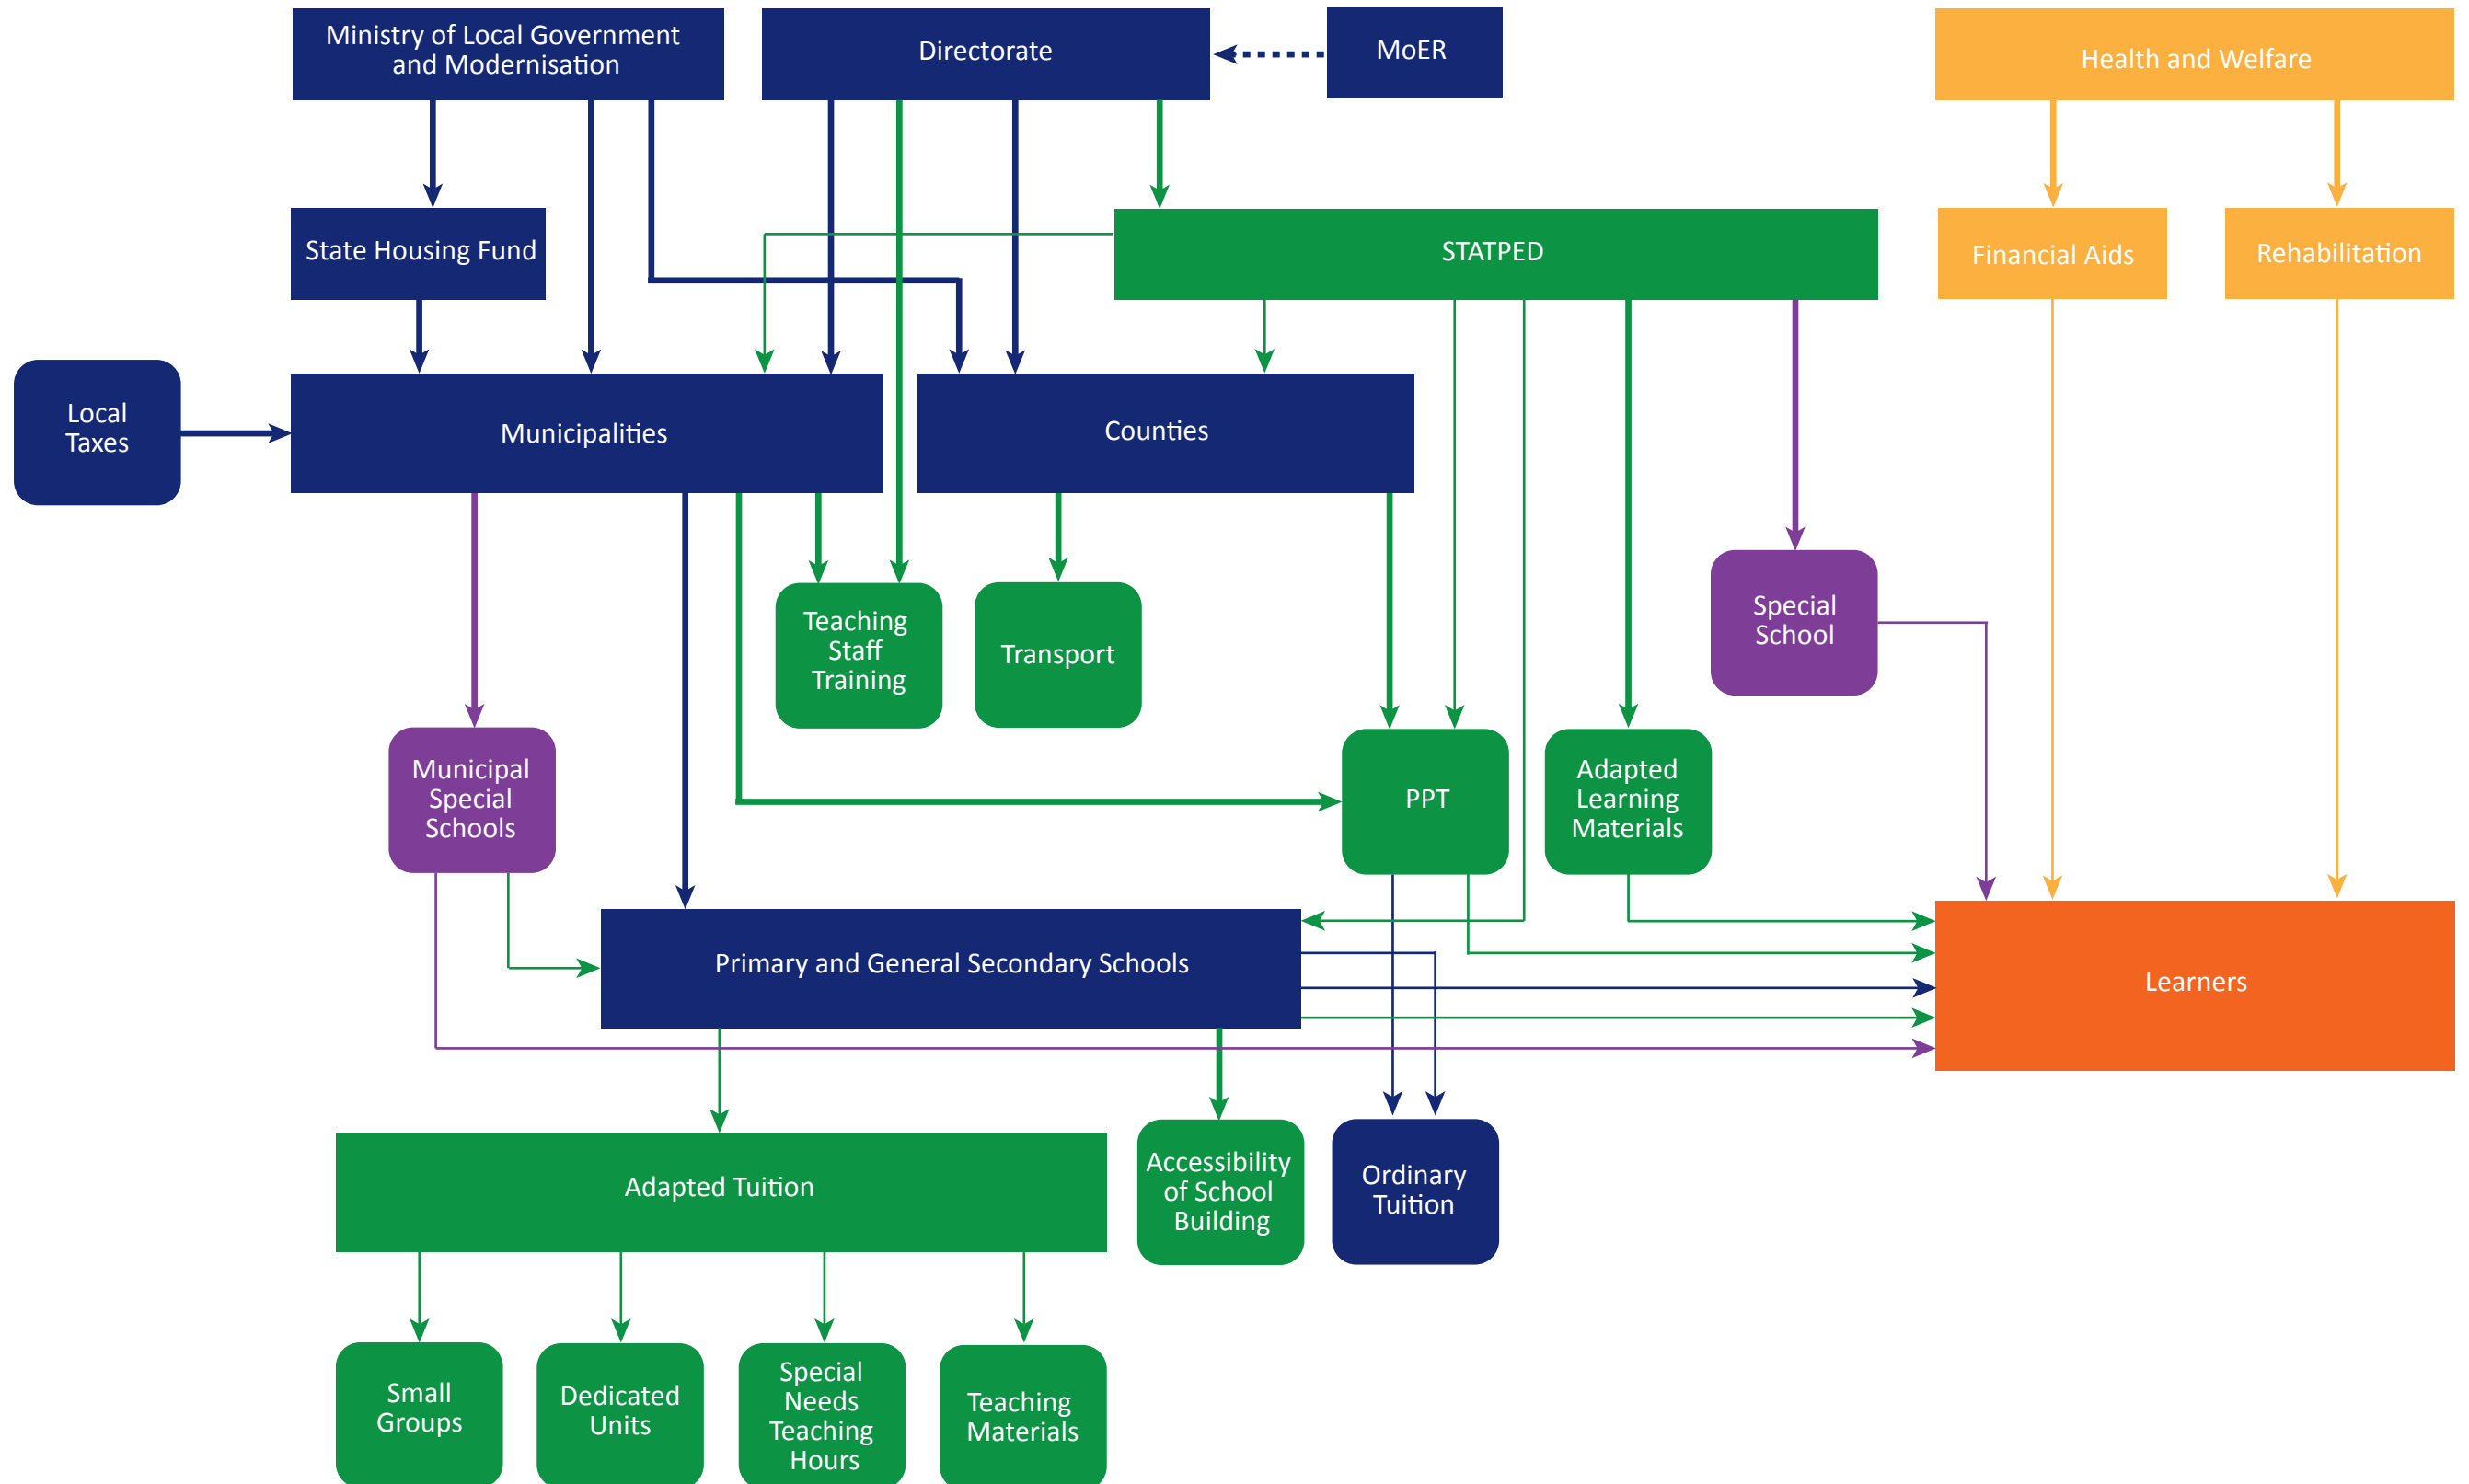 Ministry of Local Government
and Modernisation
Directorate
MoER
Health and Welfare
State Housing Fund
STATPED
Financial Aids
Rehabilitation
Local
Taxes
Municipalities
Counties
Teaching
Staff
Training
Transport
Special
School
Municipal
Special
Schools
PPT
Adapted
Learning
Materials
Primary and General Secondary Schools
Learners
Adapted Tuition
Accessibility
of School
Building
Ordinary
Tuition
Small
Groups
Dedicated
Units
Special
Needs
Teaching
Hours
Teaching
Materials